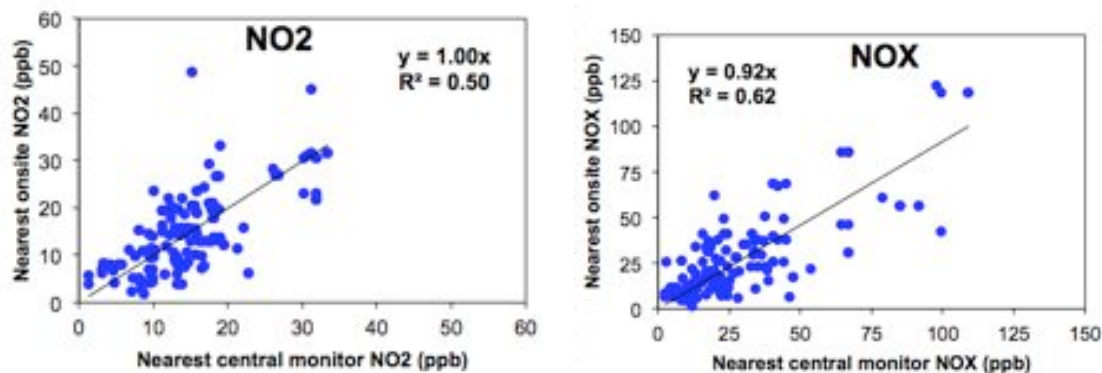 NO2
y = 1.00x
R² = 0.50
Nearest onsite NO2 (ppb)
60
50
40
30
20
10
0
0 10 20 30 40 50 60
Nearest central monitor NO2 (ppb)
NOX
y = 0.92x
R² = 0.62
Nearest onsite NOX (ppb)
150
125
100
75
50
25
0
0 25 50 75 100 125 150
Nearest central monitor NOX (ppb)